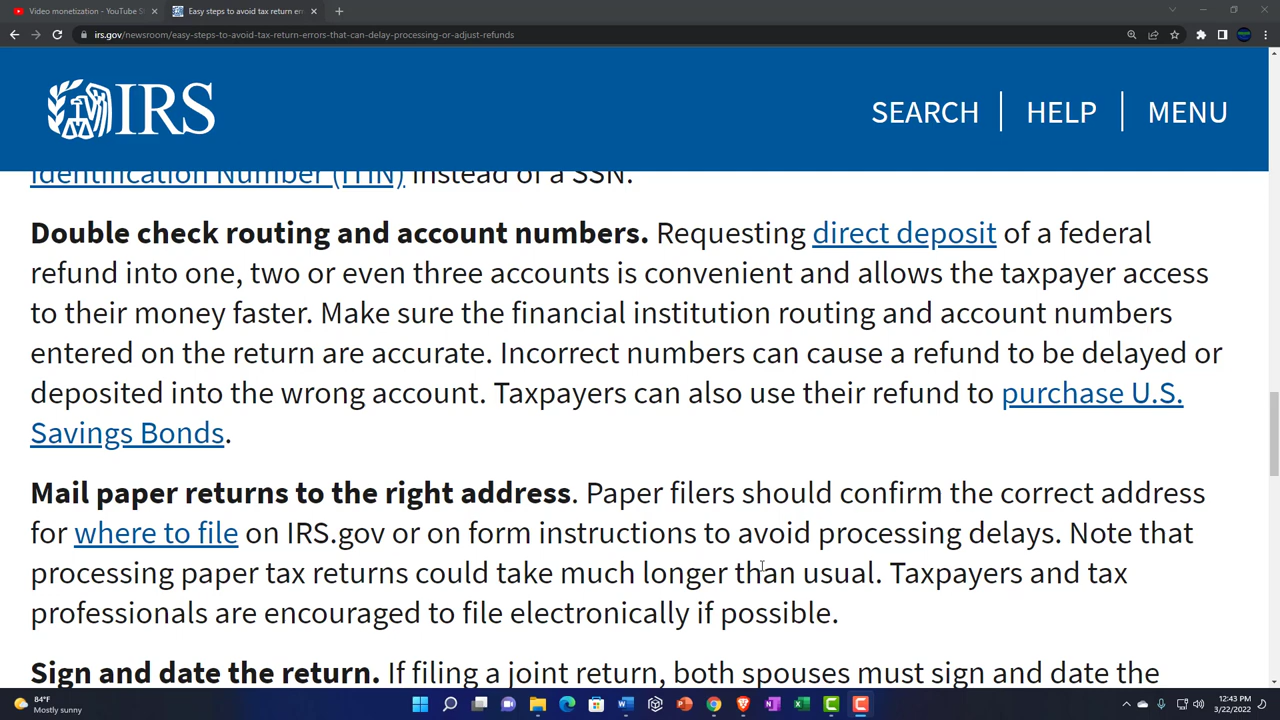 Video monetization - YouTube S
Easy steps to avoid tax return err
irs.gov/newsroom/easy-steps-to-avoid-tax-return-errors-that-can-delay-processing-or-adjust-refunds
IRS
SEARCH
HELP
MENU
Identification Number (ITIN) instead of a SSN.
Double check routing and account numbers. Requesting direct deposit of a federal
refund into one, two or even three accounts is convenient and allows the taxpayer access
to their money faster. Make sure the financial institution routing and account numbers
entered on the return are accurate. Incorrect numbers can cause a refund to be delayed or
deposited into the wrong account. Taxpayers can also use their refund to purchase U.S.
Savings Bonds.
Mail paper returns to the right address. Paper filers should confirm the correct address
for where to file on IRS.gov or on form instructions to avoid processing delays. Note that
processing paper tax returns could take much longer than usual. Taxpayers and tax
professionals are encouraged to file electronically if possible.
Sign and date the return. If filing a joint return, both spouses must sign and date the
84°F
Mostly sunny
12:43 PM
3/22/2022